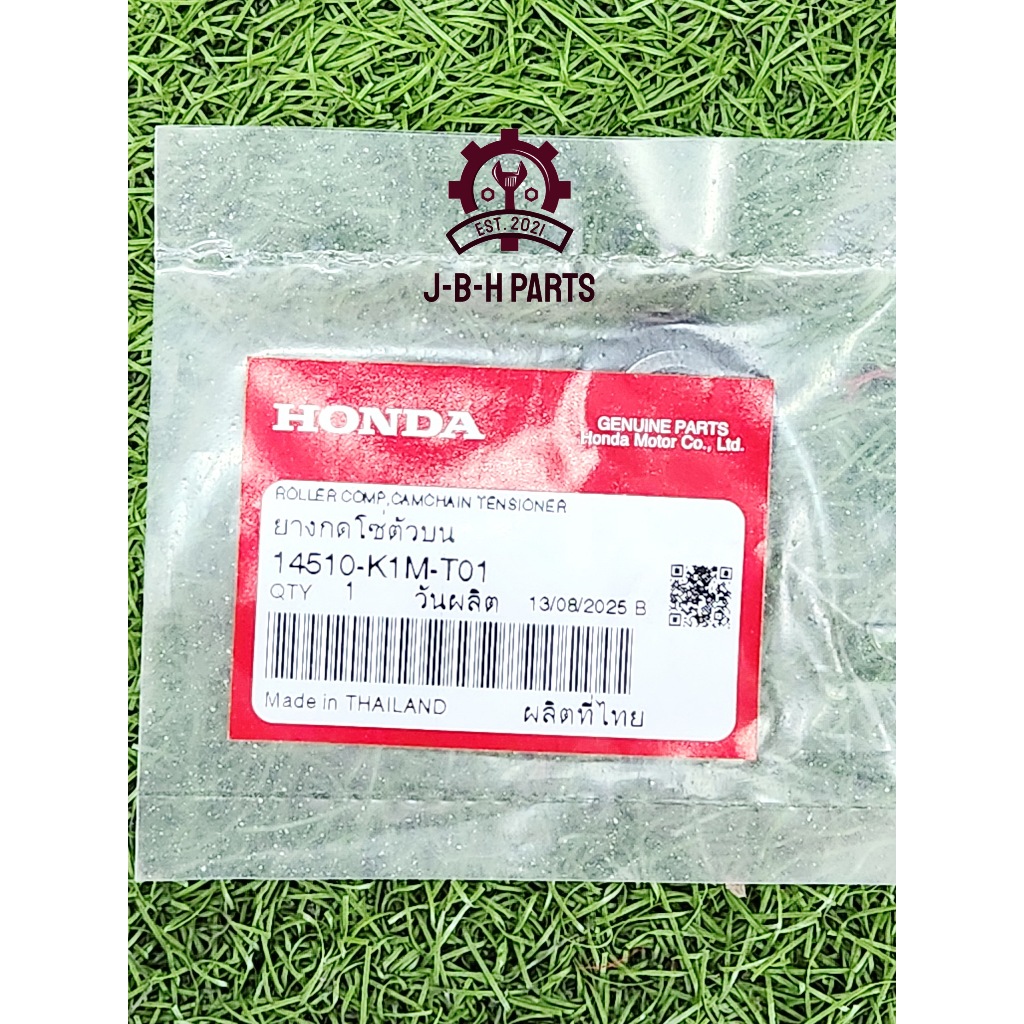 EST. 2021
J-B-H PARTS
HONDA
GENUINE PARTS
Honda Motor Co., Ltd.
ROLLER COMP,CAMCHAIN TENSIONER
ยางกดโซ่ตัวบน
14510-K1M-T01
QTY 1 วันผลิต 13/08/2025 B
Made in THAILAND ผลิตที่ไทย